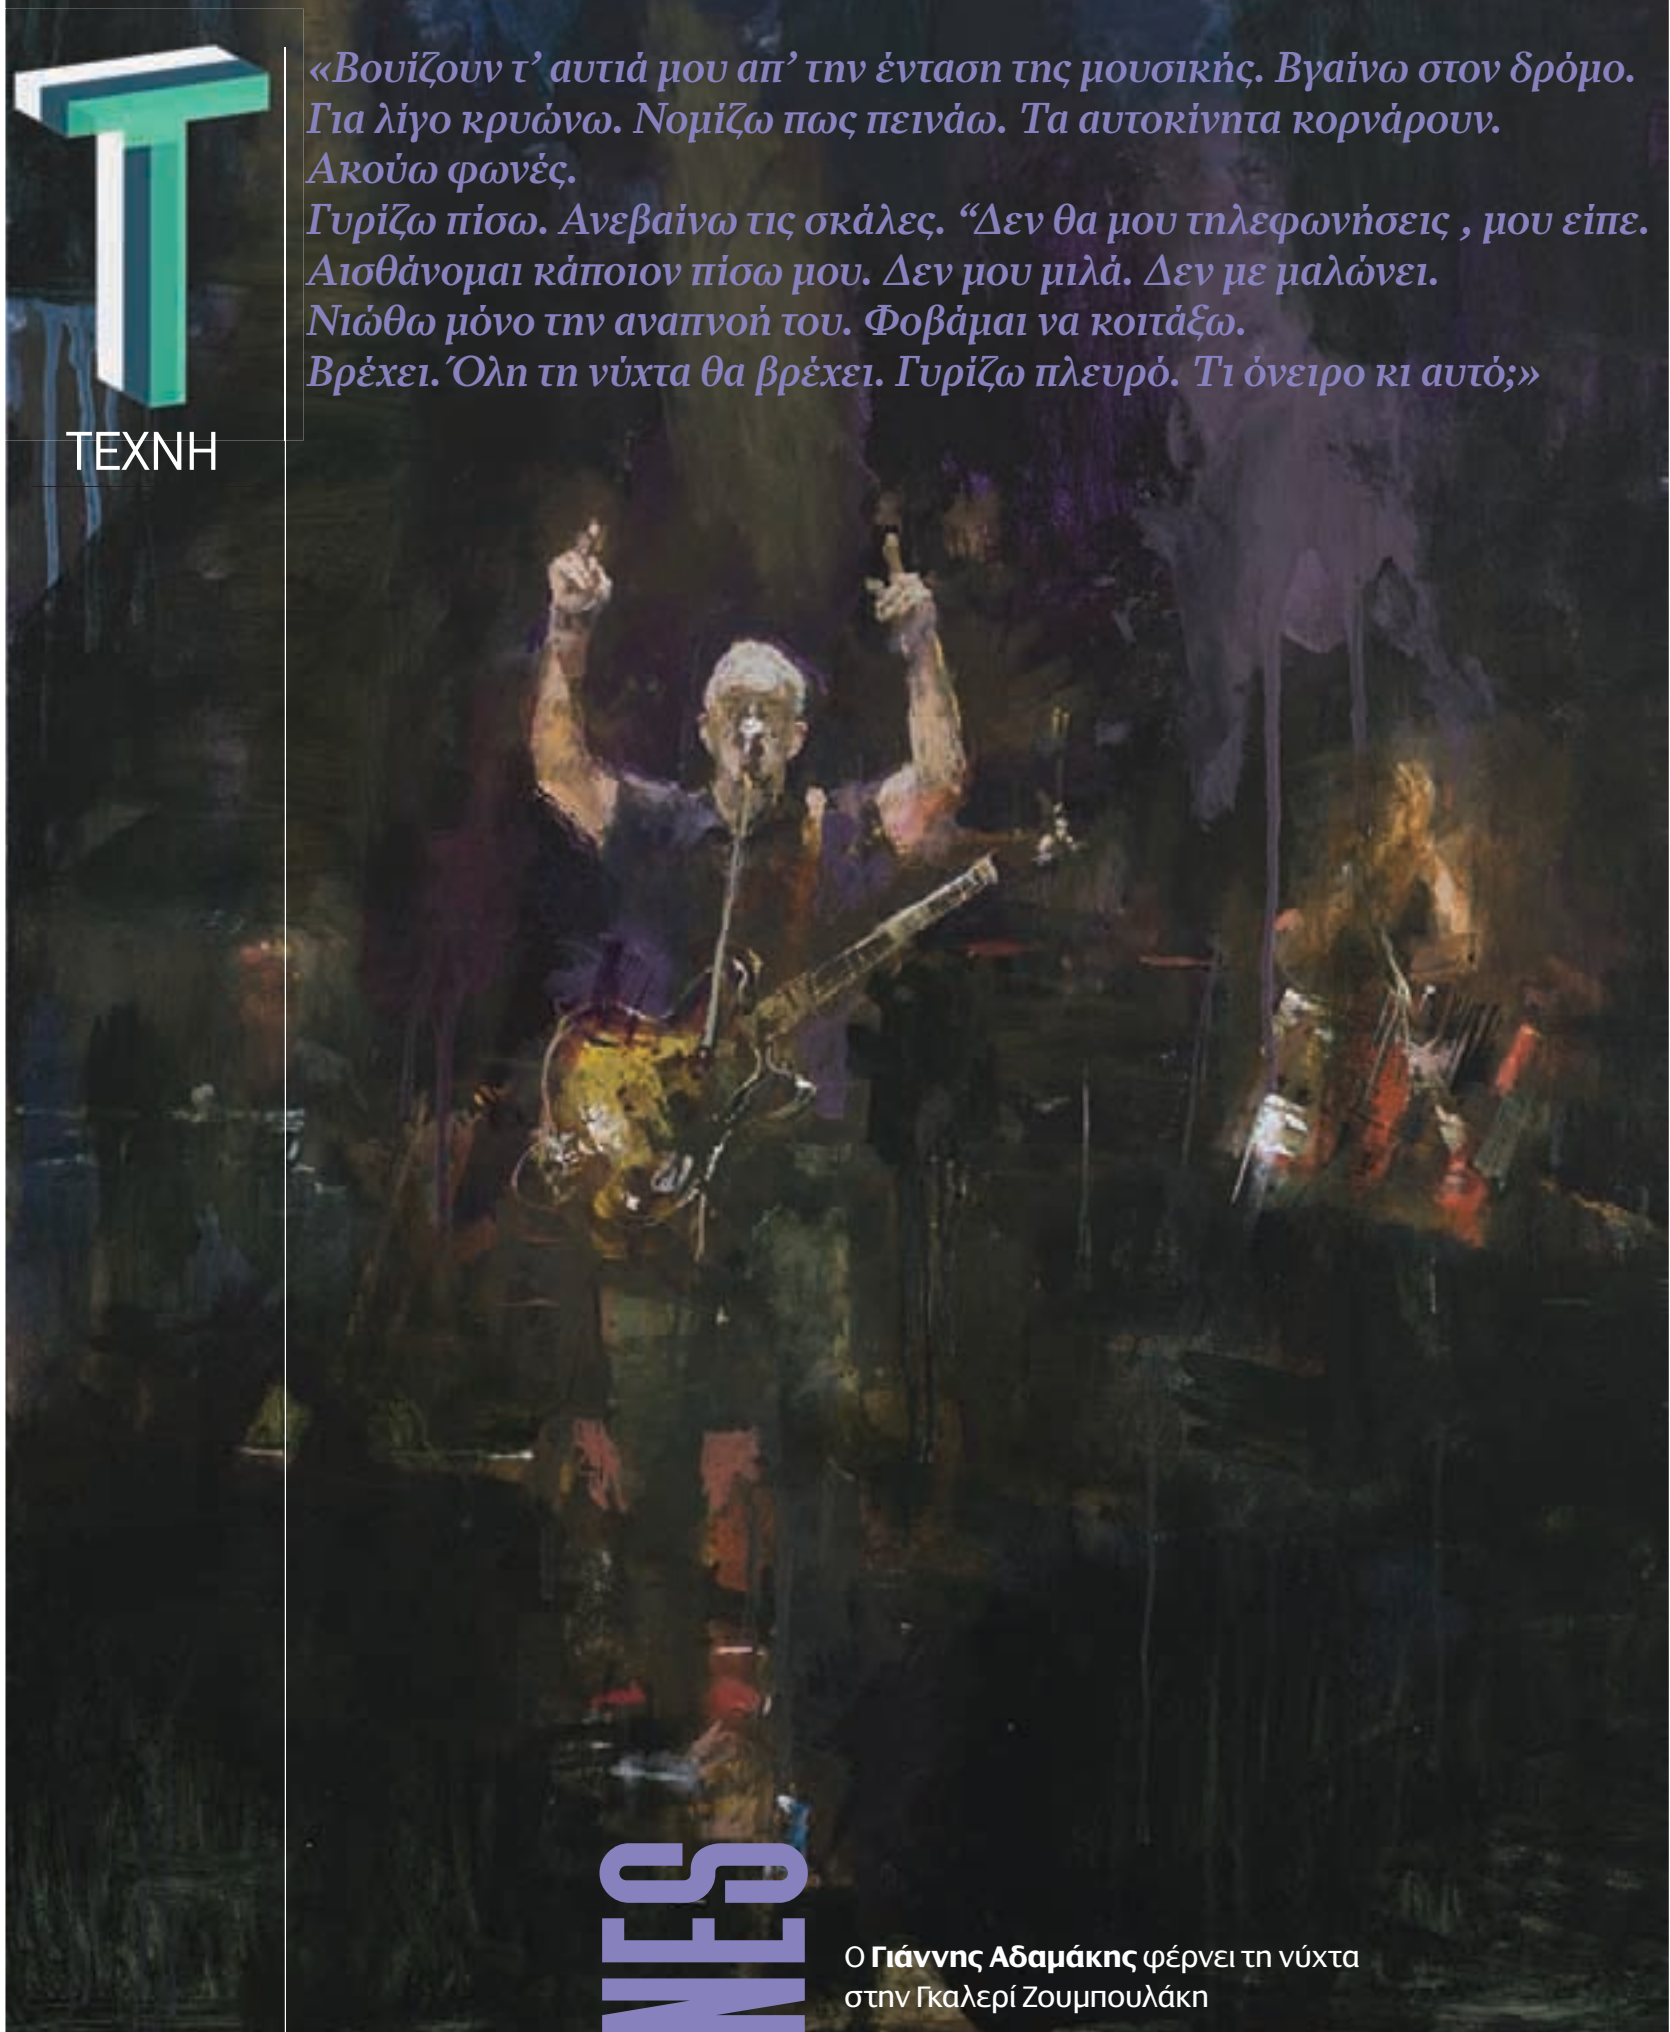 Τ
ΤΕΧΝΗ
«Βουίζουν τ’ αυτιά μου απ’ την ένταση της μουσικής. Βγαίνω στον δρόμο.
Για λίγο κρυώνω. Νομίζω πως πεινάω. Τα αυτοκίνητα κορνάρουν.
Ακούω φωνές.
Γυρίζω πίσω. Ανεβαίνω τις σκάλες. “Δεν θα μου τηλεφωνήσεις , μου είπε.
Αισθάνομαι κάποιον πίσω μου. Δεν μου μιλά. Δεν με μαλώνει.
Νιώθω μόνο την αναπνοή του. Φοβάμαι να κοιτάξω.
Βρέχει. Όλη τη νύχτα θα βρέχει. Γυρίζω πλευρό. Τι όνειρο κι αυτό;»
NES
Ο Γιάννης Αδαμάκης φέρνει τη νύχτα
στην Γκαλερί Ζουμπουλάκη